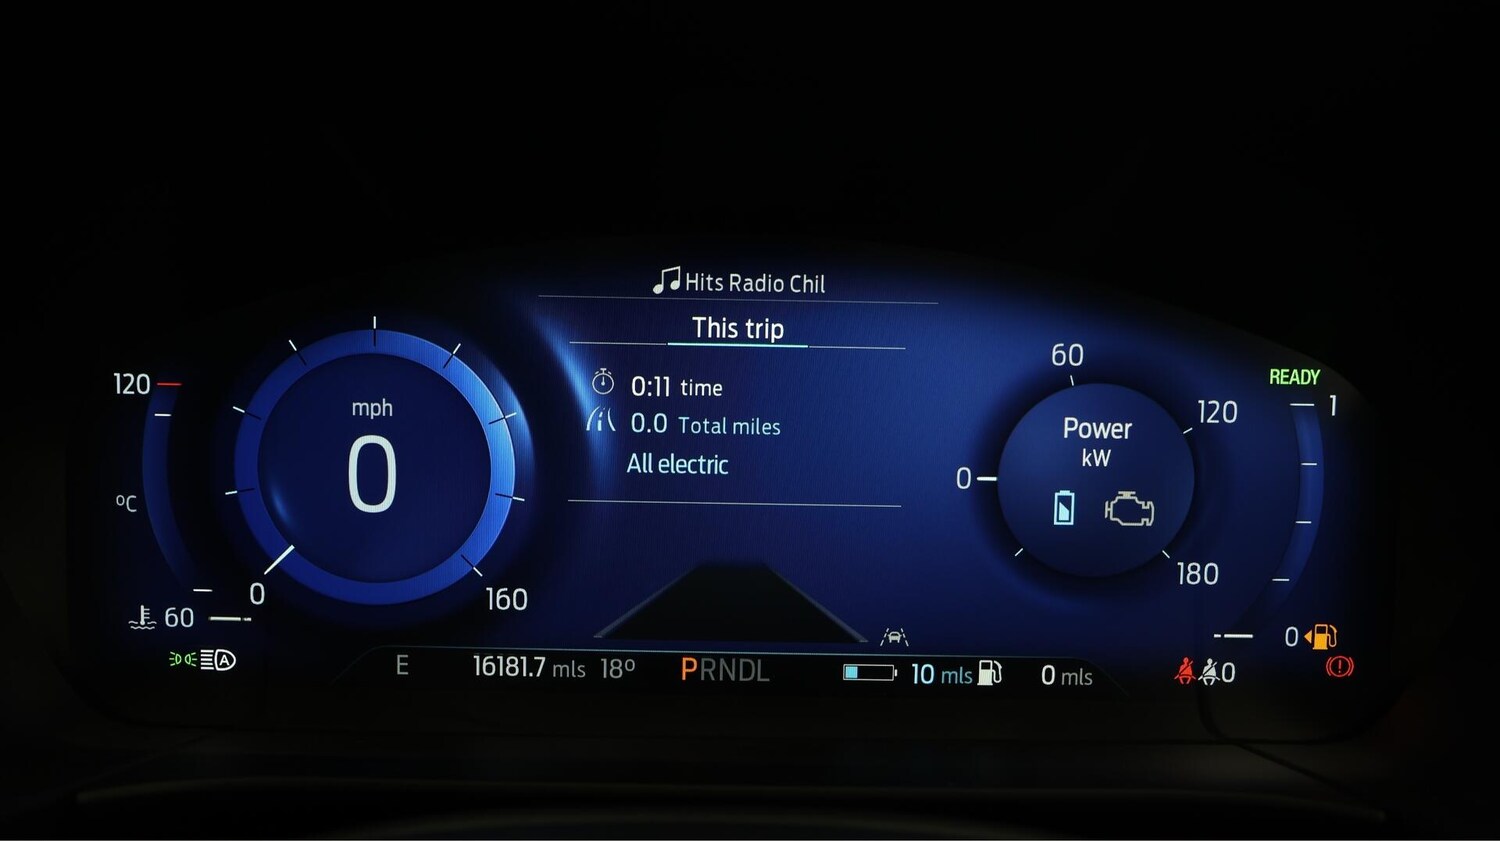 Hits Radio Chil
This trip
0:11 time
0.0 Total miles
All electric
120
°C
60
mph
0
0
160
60
120
0
Power
kW
180
READY
1
0
A
E
16181.7 mls
18°
PRNDL
10 mls
0 mls
0